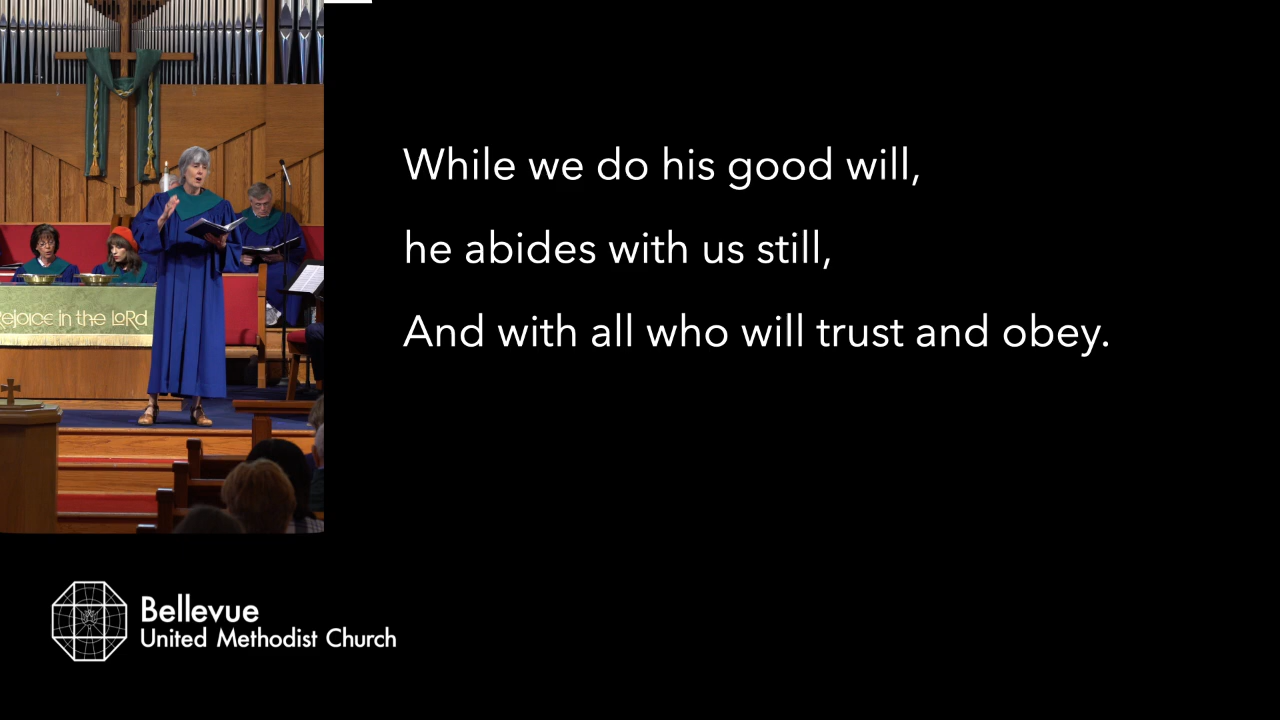 While we do his good will,
he abides with us still,
And with all who will trust and obey.
ejoice in the LoRd
Bellevue
United Methodist Church